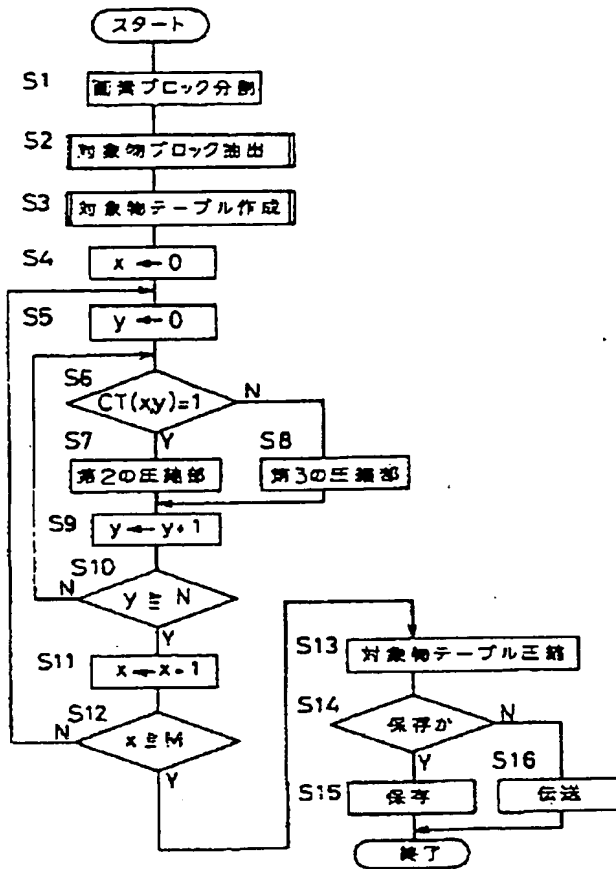 スタート
S1
画像ブロック分割
S2
対象物ブロック抽出
S3
対象物テーブル作成
S4
x ← 0
S5
y ← 0
S6
CT(x,y)=1
N
Y
S7
第2の圧縮部
S8
第3の圧縮部
S9
y ← y+1
S10
y ≧ N
N
Y
S11
x ← x+1
S12
x ≧ M
N
Y
S13
対象物テーブル圧縮
S14
保存か
N
Y
S15
保存
S16
伝送
終了